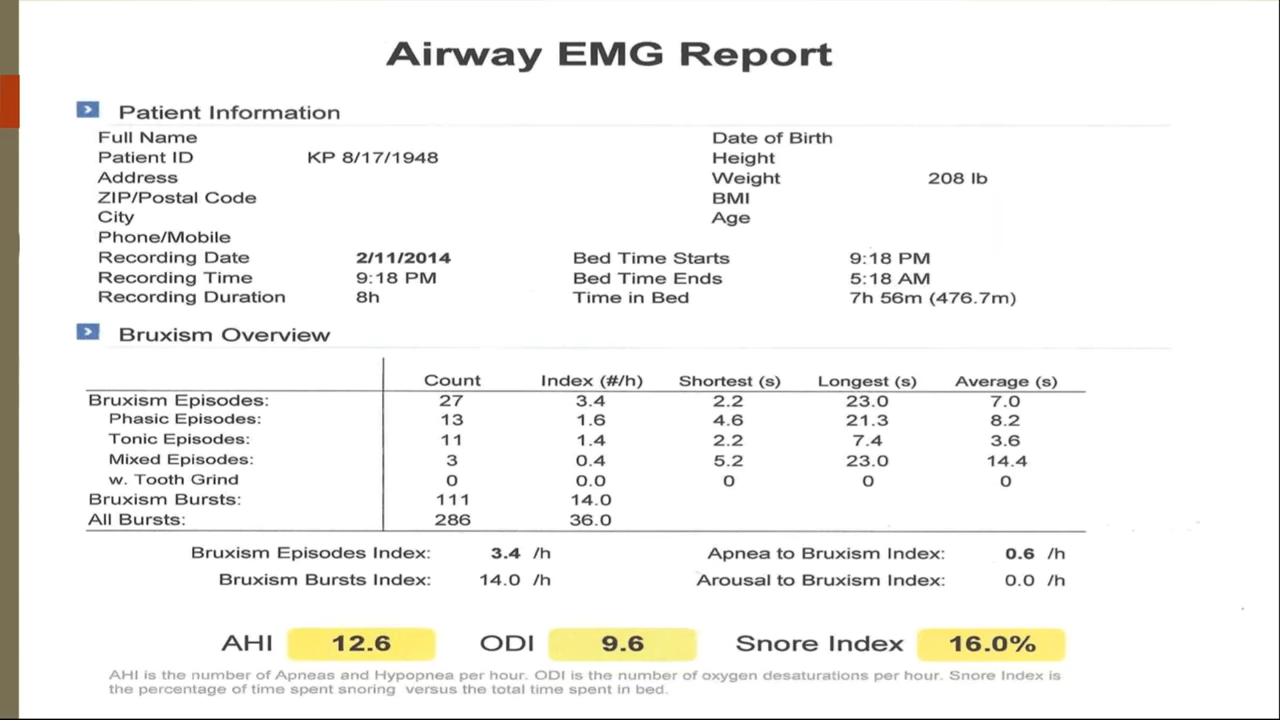 Airway EMG Report
Patient Information
Full Name Date of Birth
Patient ID KP 8/17/1948 Height
Address Weight 208 lb
ZIP/Postal Code BMI
City Age
Phone/Mobile
Recording Date 2/11/2014 Bed Time Starts 9:18 PM
Recording Time 9:18 PM Bed Time Ends 5:18 AM
Recording Duration 8h Time in Bed 7h 56m (476.7m)
Bruxism Overview
Count Index (#/h) Shortest (s) Longest (s) Average (s)
Bruxism Episodes: 27 3.4 2.2 23.0 7.0
Phasic Episodes: 13 1.6 4.6 21.3 8.2
Tonic Episodes: 11 1.4 2.2 7.4 3.6
Mixed Episodes: 3 0.4 5.2 23.0 14.4
w. Tooth Grind 0 0.0 0 0 0
Bruxism Bursts: 111 14.0
All Bursts: 286 36.0
Bruxism Episodes Index: 3.4 /h Apnea to Bruxism Index: 0.6 /h
Bruxism Bursts Index: 14.0 /h Arousal to Bruxism Index: 0.0 /h
AHI 12.6 ODI 9.6 Snore Index 16.0%
AHI is the number of Apneas and Hypopnea per hour. ODI is the number of oxygen desaturations per hour. Snore Index is
the percentage of time spent snoring versus the total time spent in bed.